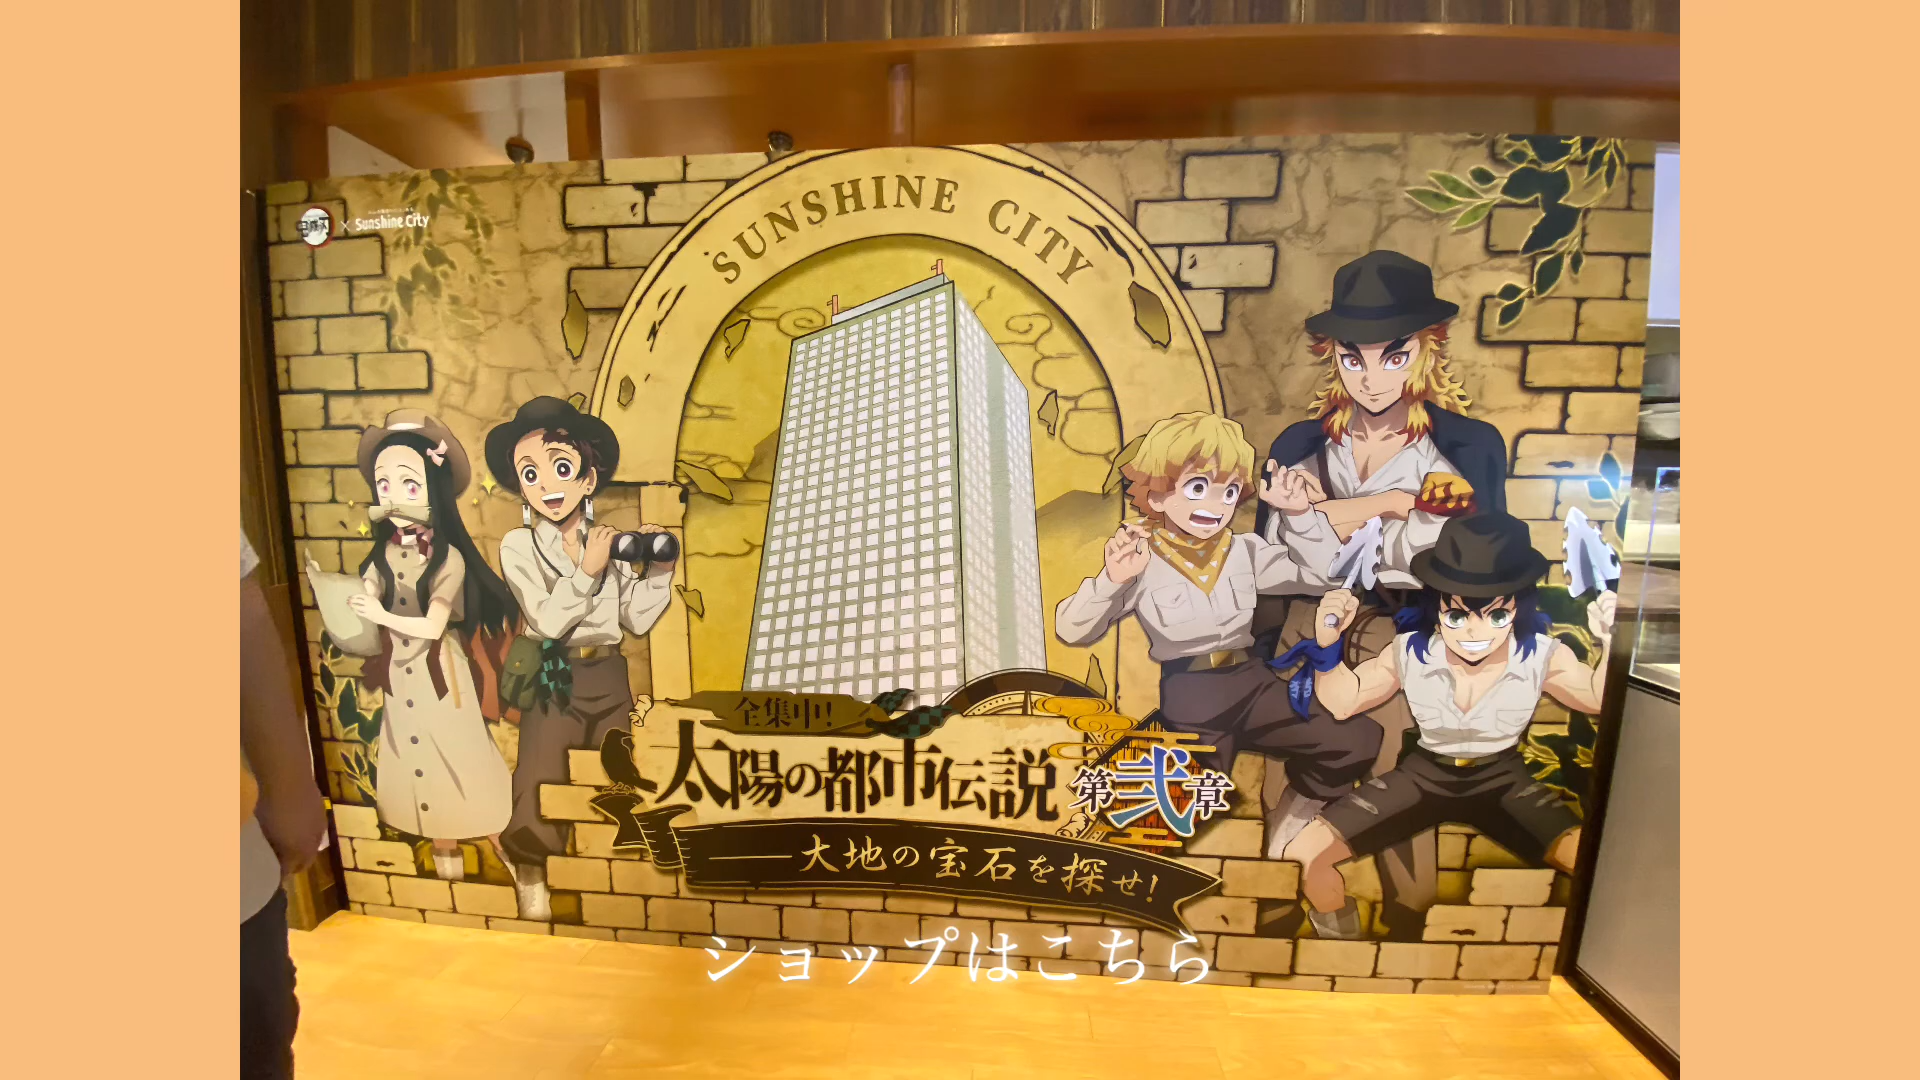 × Sunshine City
SUNSHINE CITY
全集中!
太陽の都市伝説
第弐章
大地の宝石を探せ!
ショップはこちら